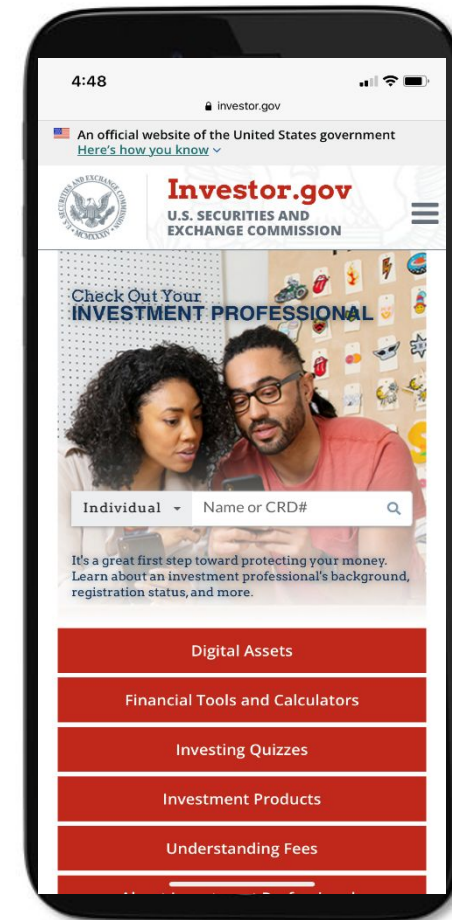 4:48
investor.gov
An official website of the United States government
Here's how you know
Investor.gov
U.S. SECURITIES AND
EXCHANGE COMMISSION
Check Out Your
INVESTMENT PROFESSIONAL
Individual
Name or CRD#
It's a great first step toward protecting your money.
Learn about an investment professional's background,
registration status, and more.
Digital Assets
Financial Tools and Calculators
Investing Quizzes
Investment Products
Understanding Fees